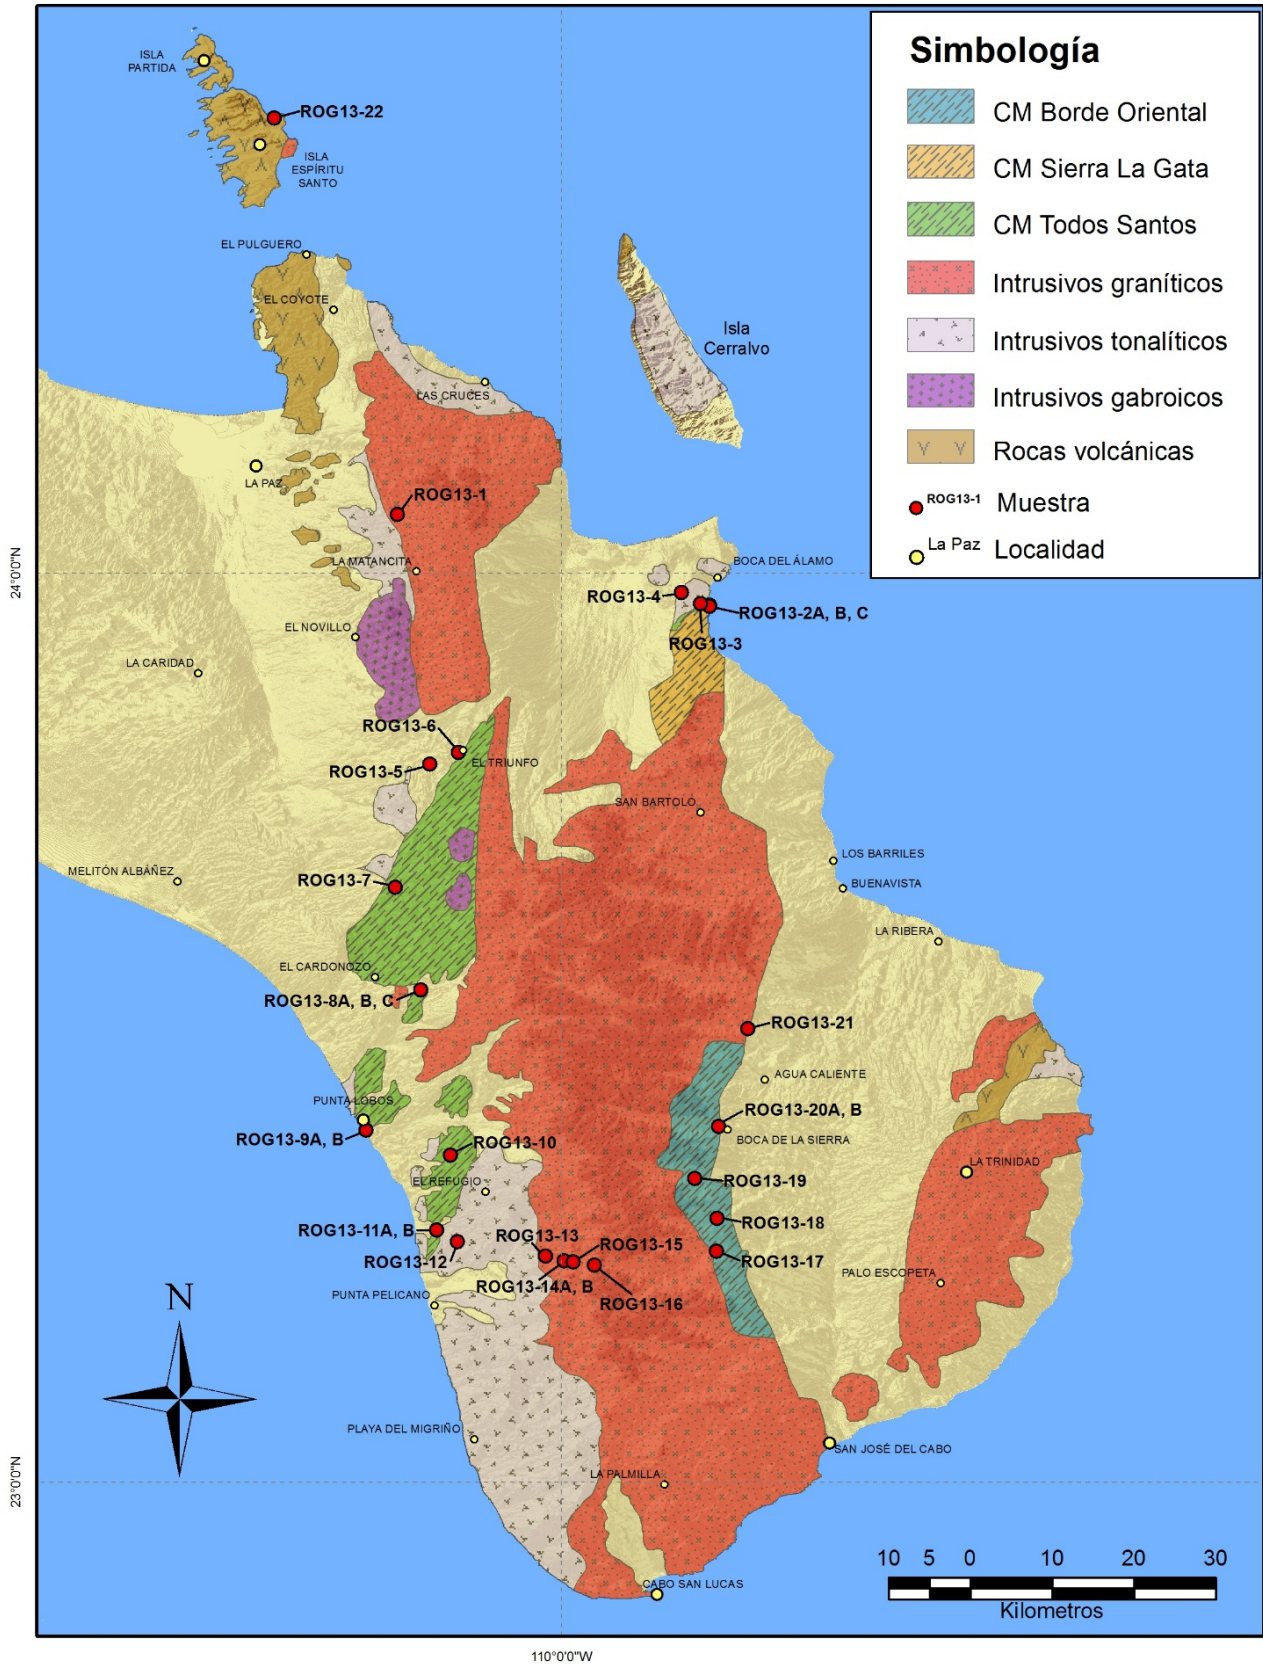 Simbología
CM Borde Oriental
CM Sierra La Gata
CM Todos Santos
Intrusivos graníticos
Intrusivos tonalíticos
Intrusivos gabroicos
Rocas volcánicas
ROG13-1 Muestra
La Paz Localidad
ISLA
PARTIDA
ROG13-22
ISLA
ESPÍRITU
SANTO
EL PULGUERO
EL COYOTE
Isla
Cerralvo
LAS CRUCES
LA PAZ
ROG13-1
LA MATANCITA
24°0'0"N
BOCA DEL ÁLAMO
ROG13-4
ROG13-2A, B, C
ROG13-3
EL NOVILLO
LA CARIDAD
ROG13-6
EL TRIUNFO
ROG13-5
SAN BARTOLO
LOS BARRILES
MELITÓN ALBÁÑEZ
ROG13-7
BUENAVISTA
LA RIBERA
EL CARDONOZO
ROG13-8A, B, C
ROG13-21
AGUA CALIENTE
PUNTA LOBOS
ROG13-9A, B
ROG13-20A, B
BOCA DE LA SIERRA
ROG13-10
LA TRINIDAD
EL REFUGIO
ROG13-19
ROG13-11A, B
ROG13-18
ROG13-12
ROG13-13
ROG13-15
ROG13-17
ROG13-14A, B
ROG13-16
PALO ESCOPETA
PUNTA PELICANO
N
PLAYA DEL MIGRIÑO
SAN JOSÉ DEL CABO
LA PALMILLA
23°0'0"N
CABO SAN LUCAS
10 5 0 10 20 30
Kilometros
110°0'0"W